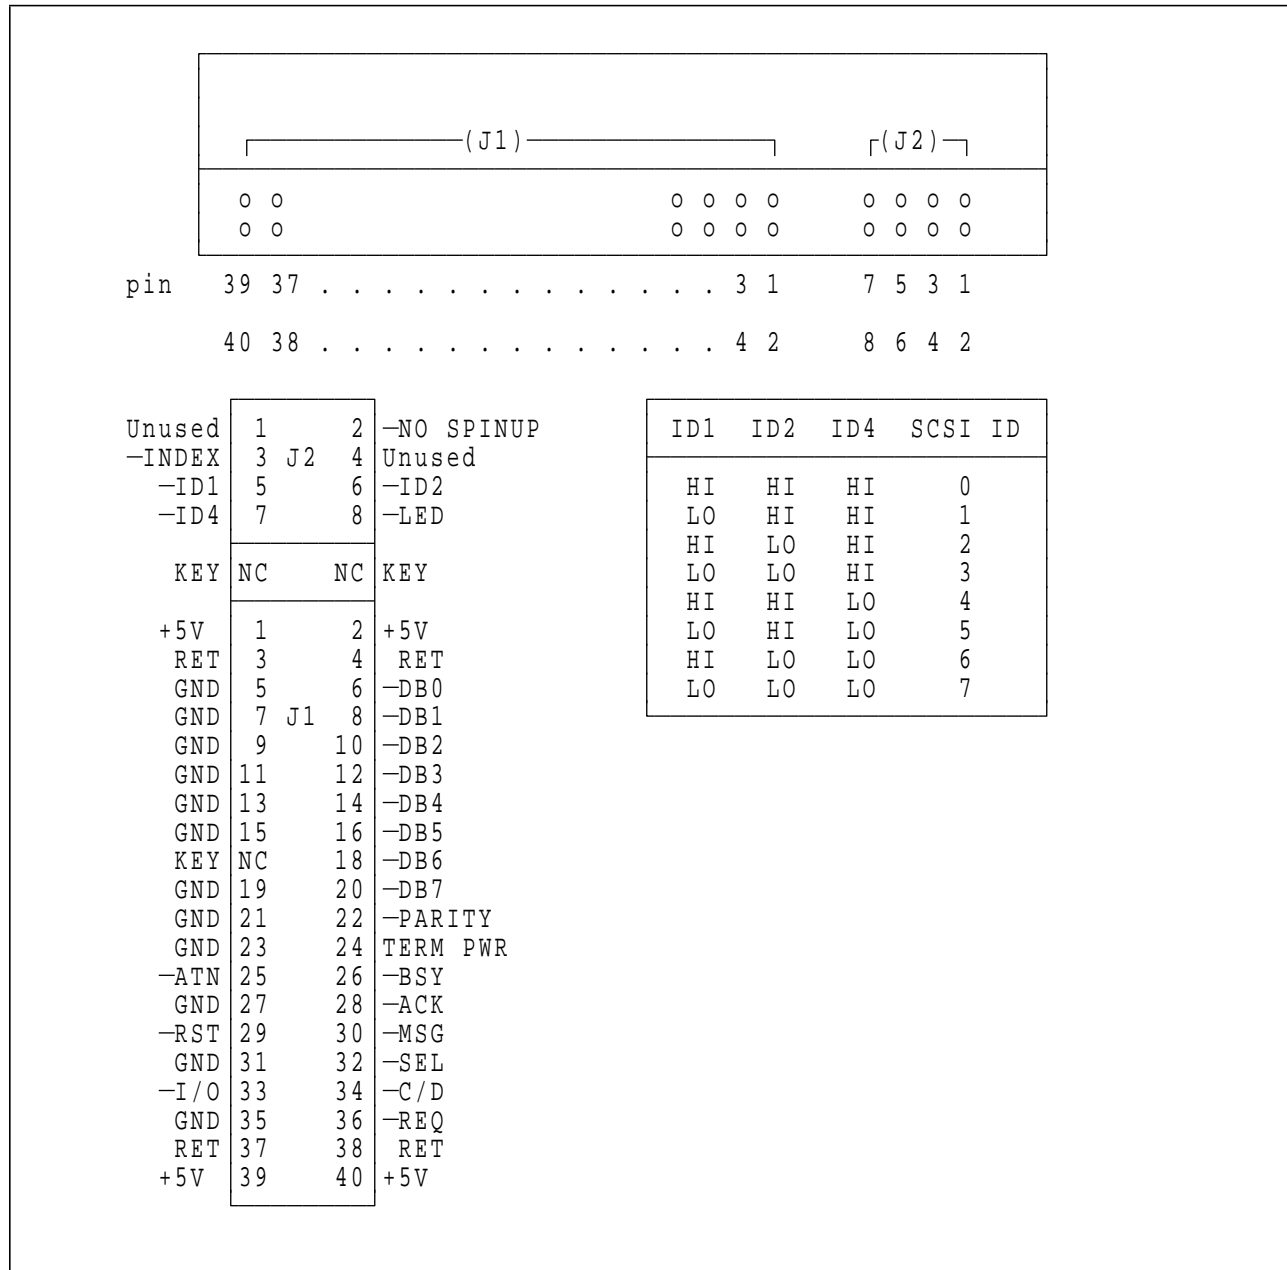 (J1) (J2)
o o o o o o o o o o
o o o o o o o o o o
pin 39 37 . . . . . . . . . . . . . 3 1 7 5 3 1
40 38 . . . . . . . . . . . . . 4 2 8 6 4 2
Unused 1 2 -NO SPINUP
-INDEX 3 J2 4 Unused
-ID1 5 6 -ID2
-ID4 7 8 -LED
KEY NC NC KEY
+5V 1 2 +5V
RET 3 4 RET
GND 5 6 -DB0
GND 7 J1 8 -DB1
GND 9 10 -DB2
GND 11 12 -DB3
GND 13 14 -DB4
GND 15 16 -DB5
KEY NC 18 -DB6
GND 19 20 -DB7
GND 21 22 -PARITY
GND 23 24 TERM PWR
-ATN 25 26 -BSY
GND 27 28 -ACK
-RST 29 30 -MSG
GND 31 32 -SEL
-I/O 33 34 -C/D
GND 35 36 -REQ
RET 37 38 RET
+5V 39 40 +5V
ID1 ID2 ID4 SCSI ID
HI HI HI 0
LO HI HI 1
HI LO HI 2
LO LO HI 3
HI HI LO 4
LO HI LO 5
HI LO LO 6
LO LO LO 7